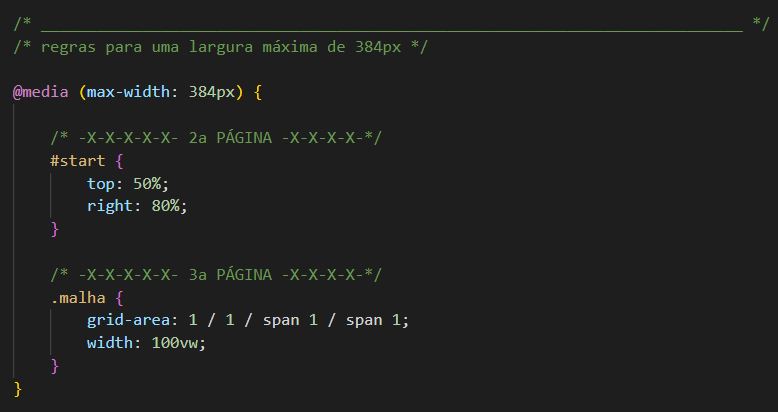 /* ___________________________________________________________________________ */
/* regras para uma largura máxima de 384px */
@media (max-width: 384px) {
/* -X-X-X-X-X- 2a PÁGINA -X-X-X-X-*/
#start {
top: 50%;
right: 80%;
}
/* -X-X-X-X-X- 3a PÁGINA -X-X-X-X-*/
.malha {
grid-area: 1 / 1 / span 1 / span 1;
width: 100vw;
}
}